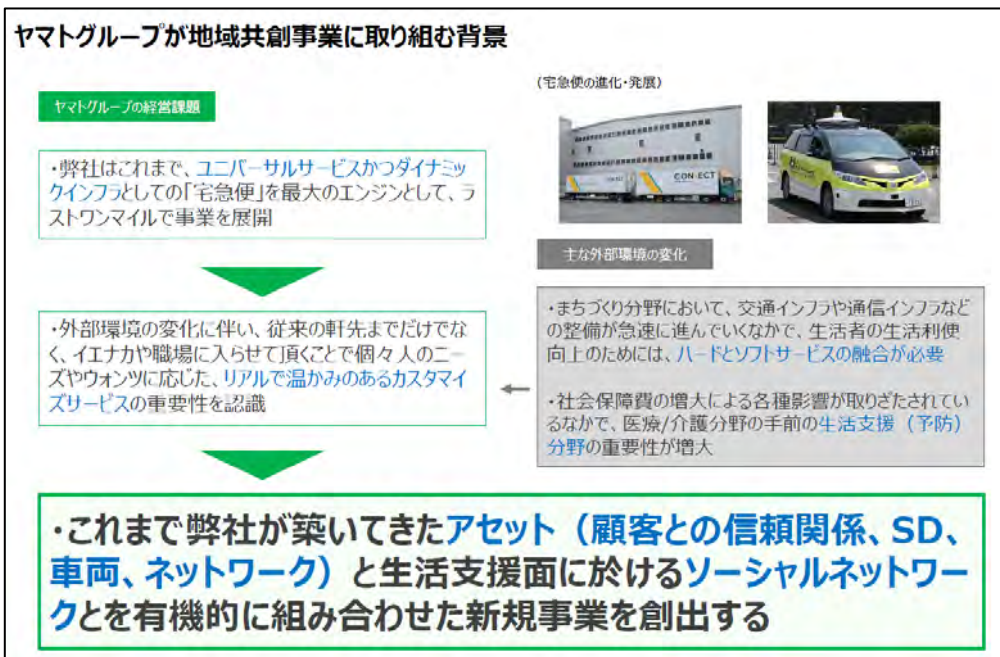 ヤマトグループが地域共創事業に取り組む背景
ヤマトグループの経営課題
・弊社はこれまで、ユニバーサルサービスかつダイナミッ
クインフラとしての「宅急便」を最大のエンジンとして、ラ
ストワンマイルで事業を展開
(宅急便の進化・発展)
CON-ECT
CON-ECT
主な外部環境の変化
・外部環境の変化に伴い、従来の軒先までだけでな
く、イエナカや職場に入らせて頂くことで個々人のニー
ズやウォンツに応じた、リアルで温かみのあるカスタマイ
ズサービスの重要性を認識
・まちづくり分野において、交通インフラや通信インフラなど
の整備が急速に進んでいくなかで、生活者の生活利便
向上のためには、ハードとソフトサービスの融合が必要
・社会保障費の増大による各種影響が取りざたされてい
るなかで、医療/介護分野の手前の生活支援（予防）
分野の重要性が増大
・これまで弊社が築いてきたアセット（顧客との信頼関係、SD、
車両、ネットワーク）と生活支援面に於けるソーシャルネットワー
クとを有機的に組み合わせた新規事業を創出する